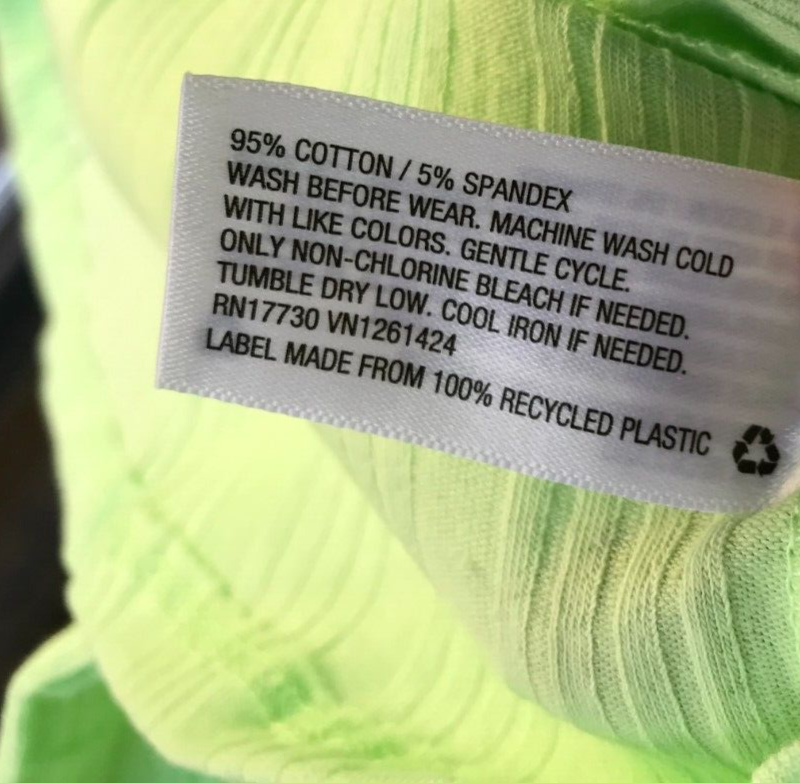 95% COTTON / 5% SPANDEX
WASH BEFORE WEAR. MACHINE WASH COLD
WITH LIKE COLORS. GENTLE CYCLE.
ONLY NON-CHLORINE BLEACH IF NEEDED.
TUMBLE DRY LOW. COOL IRON IF NEEDED.
RN17730 VN1261424
LABEL MADE FROM 100% RECYCLED PLASTIC